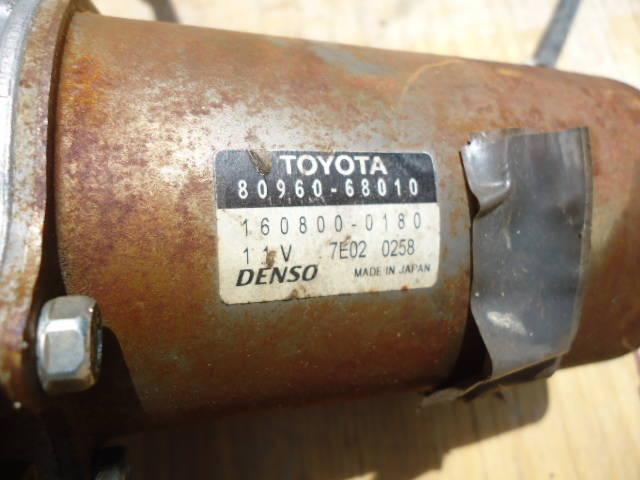 TOYOTA
80960-68010
160800-0180
11V 7E02 0258
DENSO MADE IN JAPAN